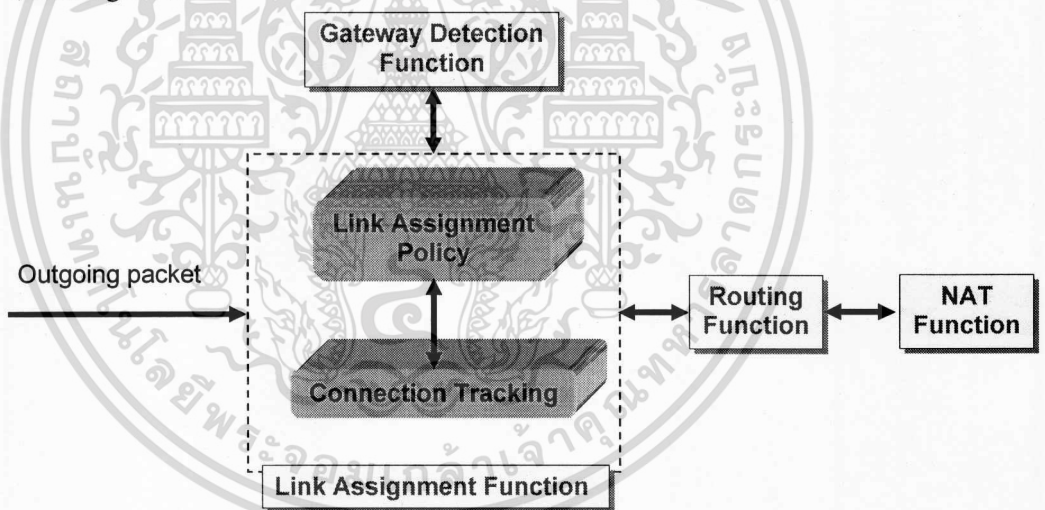 Gateway Detection
Function
Link Assignment
Policy
Outgoing packet
Routing
Function
NAT
Function
Connection Tracking
Link Assignment Function